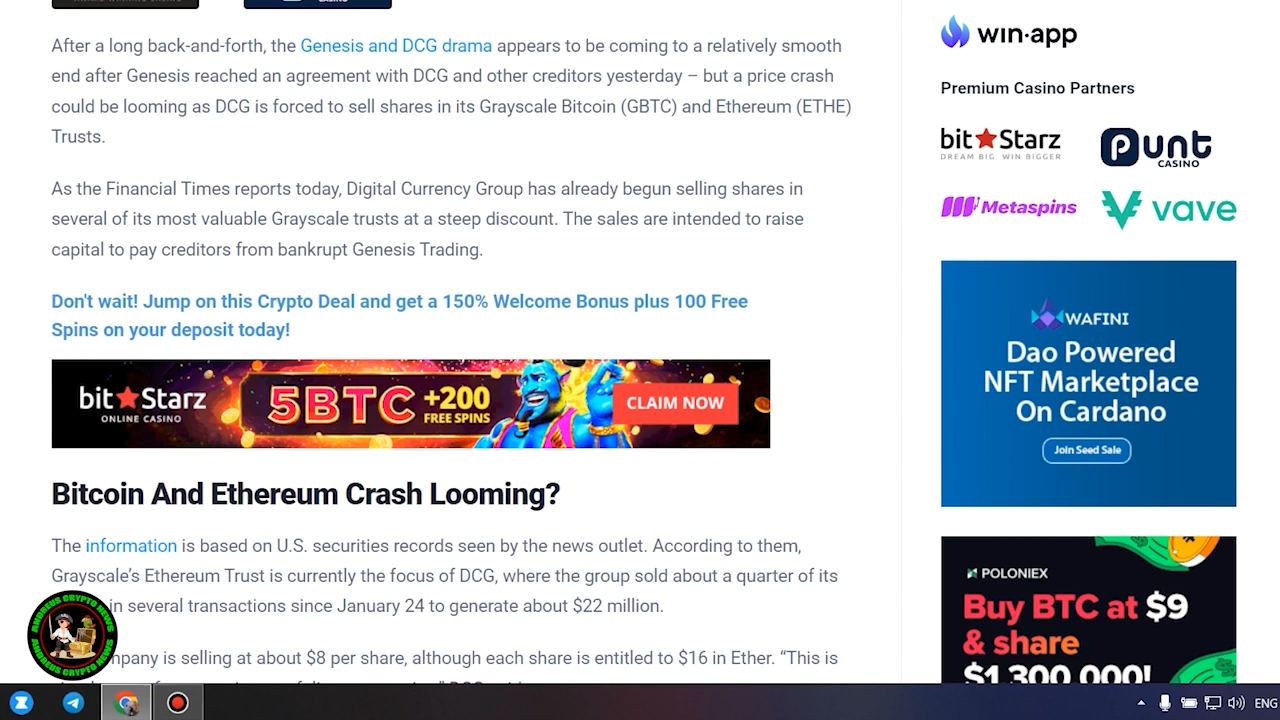 CASINO
After a long back-and-forth, the Genesis and DCG drama appears to be coming to a relatively smooth
end after Genesis reached an agreement with DCG and other creditors yesterday – but a price crash
could be looming as DCG is forced to sell shares in its Grayscale Bitcoin (GBTC) and Ethereum (ETHE)
Trusts.
As the Financial Times reports today, Digital Currency Group has already begun selling shares in
several of its most valuable Grayscale trusts at a steep discount. The sales are intended to raise
capital to pay creditors from bankrupt Genesis Trading.
Don't wait! Jump on this Crypto Deal and get a 150% Welcome Bonus plus 100 Free
Spins on your deposit today!
bit Starz
ONLINE CASINO
5BTC +200
FREE SPINS
CLAIM NOW
Bitcoin And Ethereum Crash Looming?
The information is based on U.S. securities records seen by the news outlet. According to them,
Grayscale's Ethereum Trust is currently the focus of DCG, where the group sold about a quarter of its
in several transactions since January 24 to generate about $22 million.
is selling at about $8 per share, although each share is entitled to $16 in Ether. “This is
ANDREUS CRYPTO NEWS
ANDREUS CRYPTO NEWS
win·app
Premium Casino Partners
bit Starz
DREAM BIG WIN BIGGER
Punt
CASINO
Metaspins
vave
WAFINI
Dao Powered
NFT Marketplace
On Cardano
Join Seed Sale
POLONIEX
Buy BTC at $9
& share
$1,300,000!
ENG